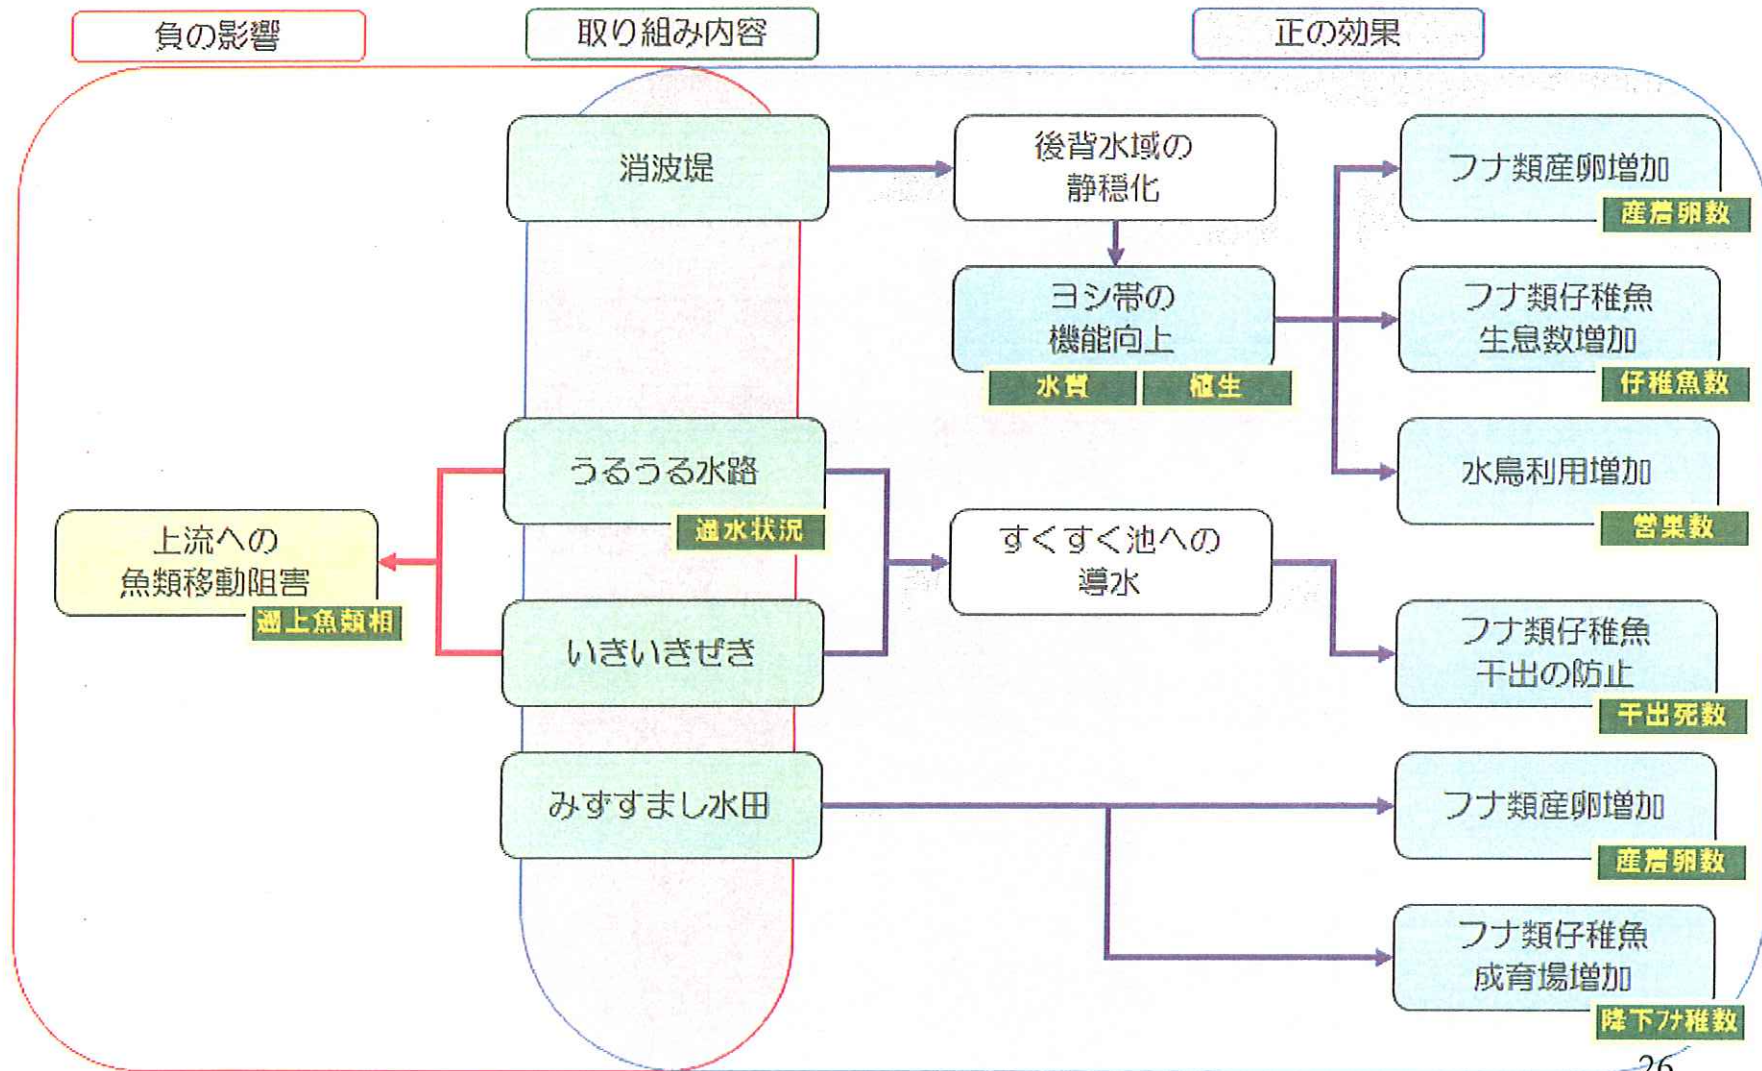 負の影響
取り組み内容
正の効果
消波堤
後背水域の
静穏化
フナ類産卵増加
産着卵数
ヨシ帯の
機能向上
水質
植生
フナ類仔稚魚
生息数増加
仔稚魚数
うるうる水路
通水状況
水鳥利用増加
営巣数
上流への
魚類移動阻害
遡上魚類相
すくすく池への
導水
いきいきぜき
フナ類仔稚魚
干出の防止
干出死数
みずすまし水田
フナ類産卵増加
産着卵数
フナ類仔稚魚
成育場増加
降下フナ稚数
26